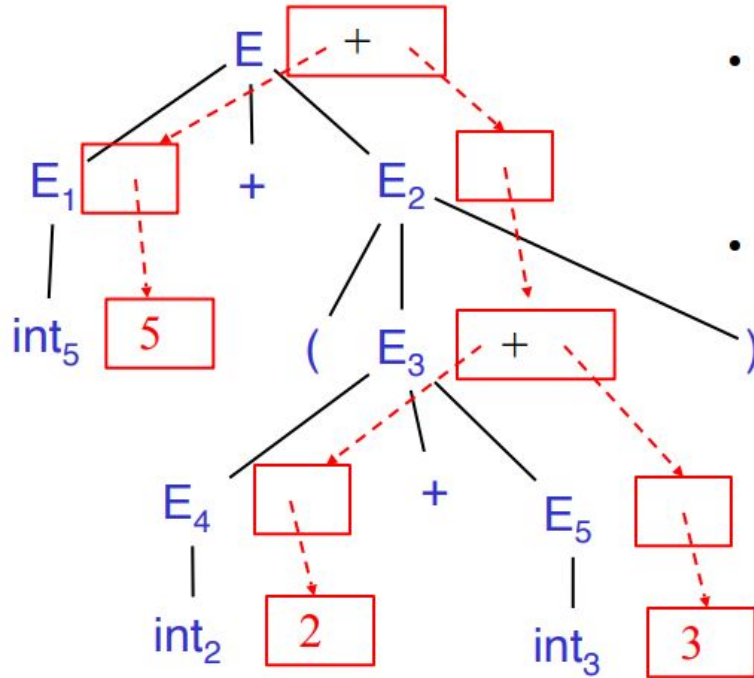 E + •
E₁ + E₂
•
int₅ 5 ( E₃ + )
E₄ + E₅
int₂ 2 int₃ 3